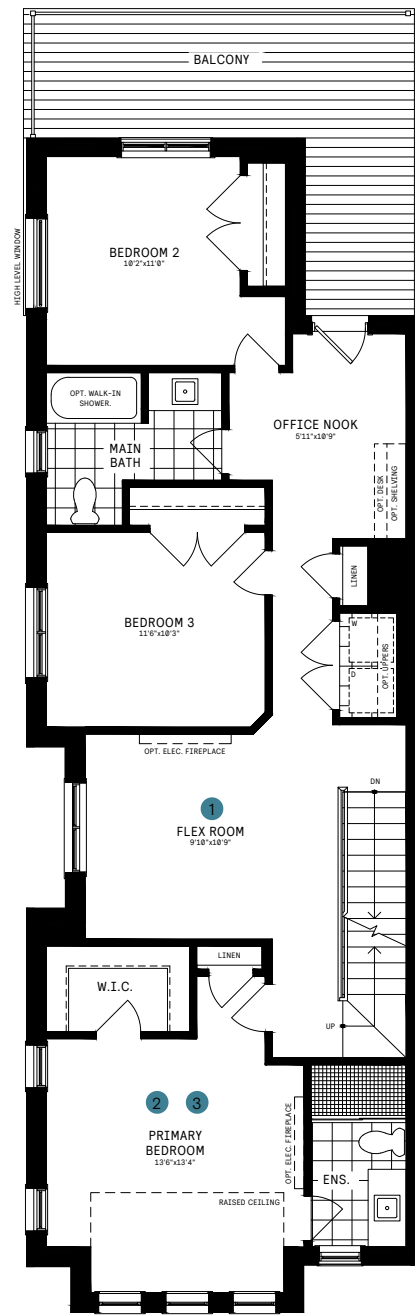 BALCONY
HIGH LEVEL WINDOW
BEDROOM 2
10'2"x11'0"
OPT. WALK-IN
SHOWER.
MAIN
BATH
OFFICE NOOK
5'11"x10'9"
OPT. DESK
OPT. SHELVING
LINEN
BEDROOM 3
11'6"x10'3"
W
D
OPT. UPPERS
OPT. ELEC. FIREPLACE
DN
1
FLEX ROOM
9'10"x10'9"
LINEN
W.I.C.
UP
2 3
PRIMARY
BEDROOM
13'6"x13'4"
OPT. ELEC. FIREPLACE
ENS.
RAISED CEILING